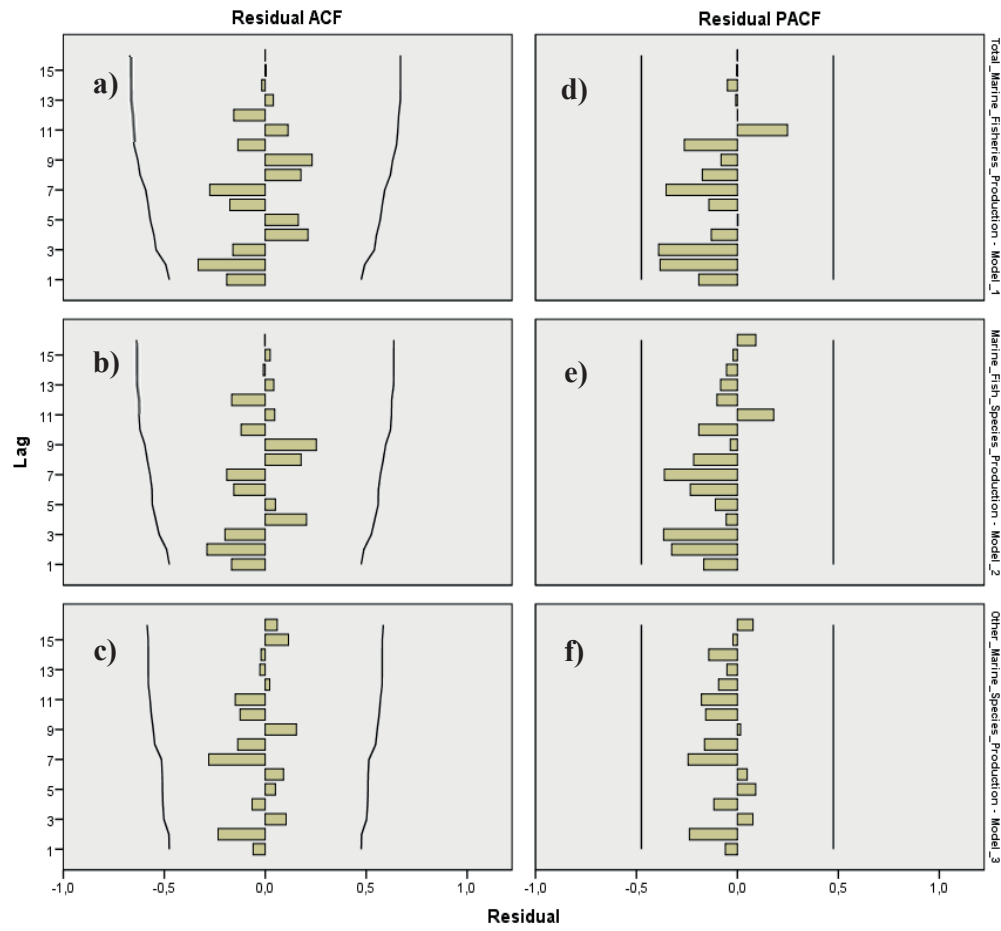 Residual ACF
Residual PACF
a)
15
13
11
9
7
5
3
1
d)
Total_Marine_Fisheries_Production - Model_1
b)
15
13
11
9
7
5
3
1
e)
Marine_Fish_Species_Production - Model_2
Lag
c)
15
13
11
9
7
5
3
1
f)
Other_Marine_Species_Production - Model_3
-1,0
-0,5
0,0
0,5
1,0
-1,0
-0,5
0,0
0,5
1,0
Residual